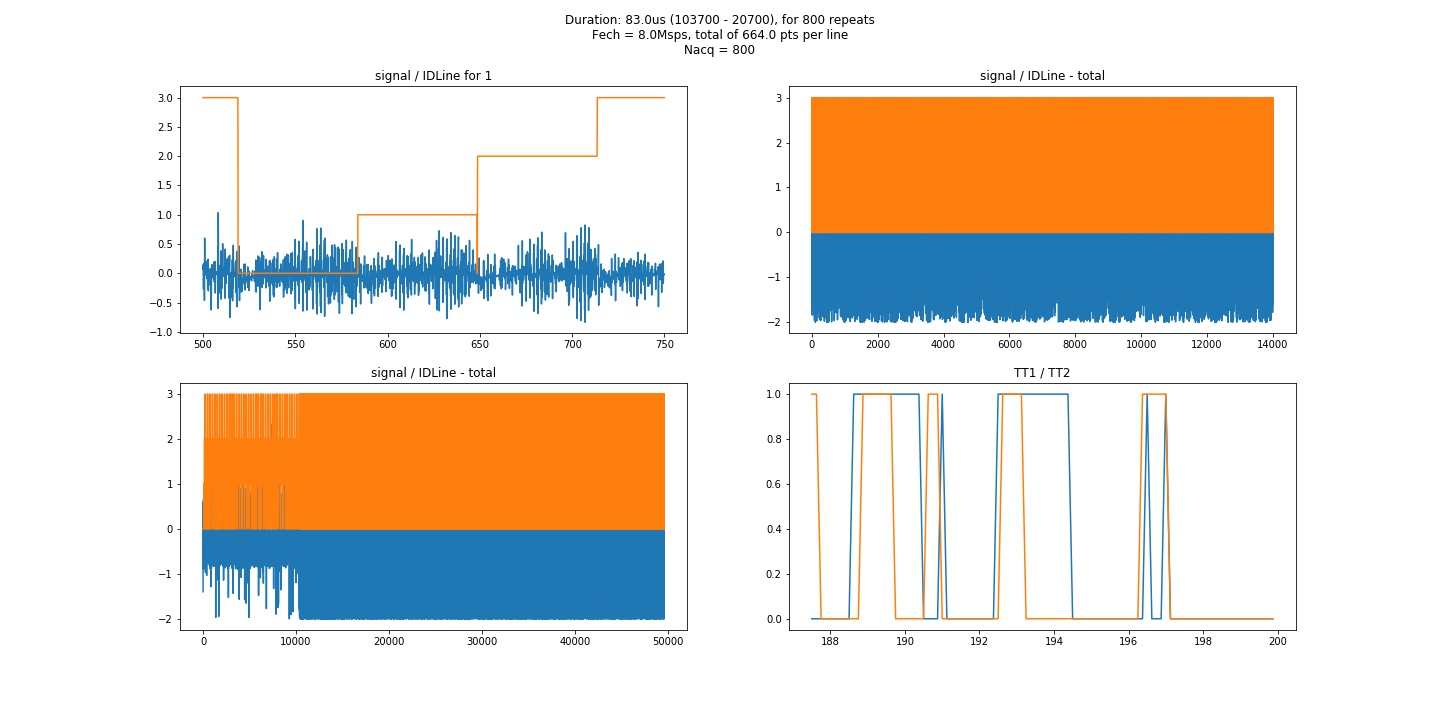 Duration: 83.0us (103700 - 20700), for 800 repeats
Fech = 8.0Msps, total of 664.0 pts per line
Nacq = 800
signal / IDLine for 1
3.0
2.5
2.0
1.5
1.0
0.5
0.0
−0.5
−1.0
500 550 600 650 700 750
signal / IDLine - total
3
2
1
0
−1
−2
0 2000 4000 6000 8000 10000 12000 14000
signal / IDLine - total
3
2
1
0
−1
−2
0 10000 20000 30000 40000 50000
TT1 / TT2
1.0
0.8
0.6
0.4
0.2
0.0
188 190 192 194 196 198 200